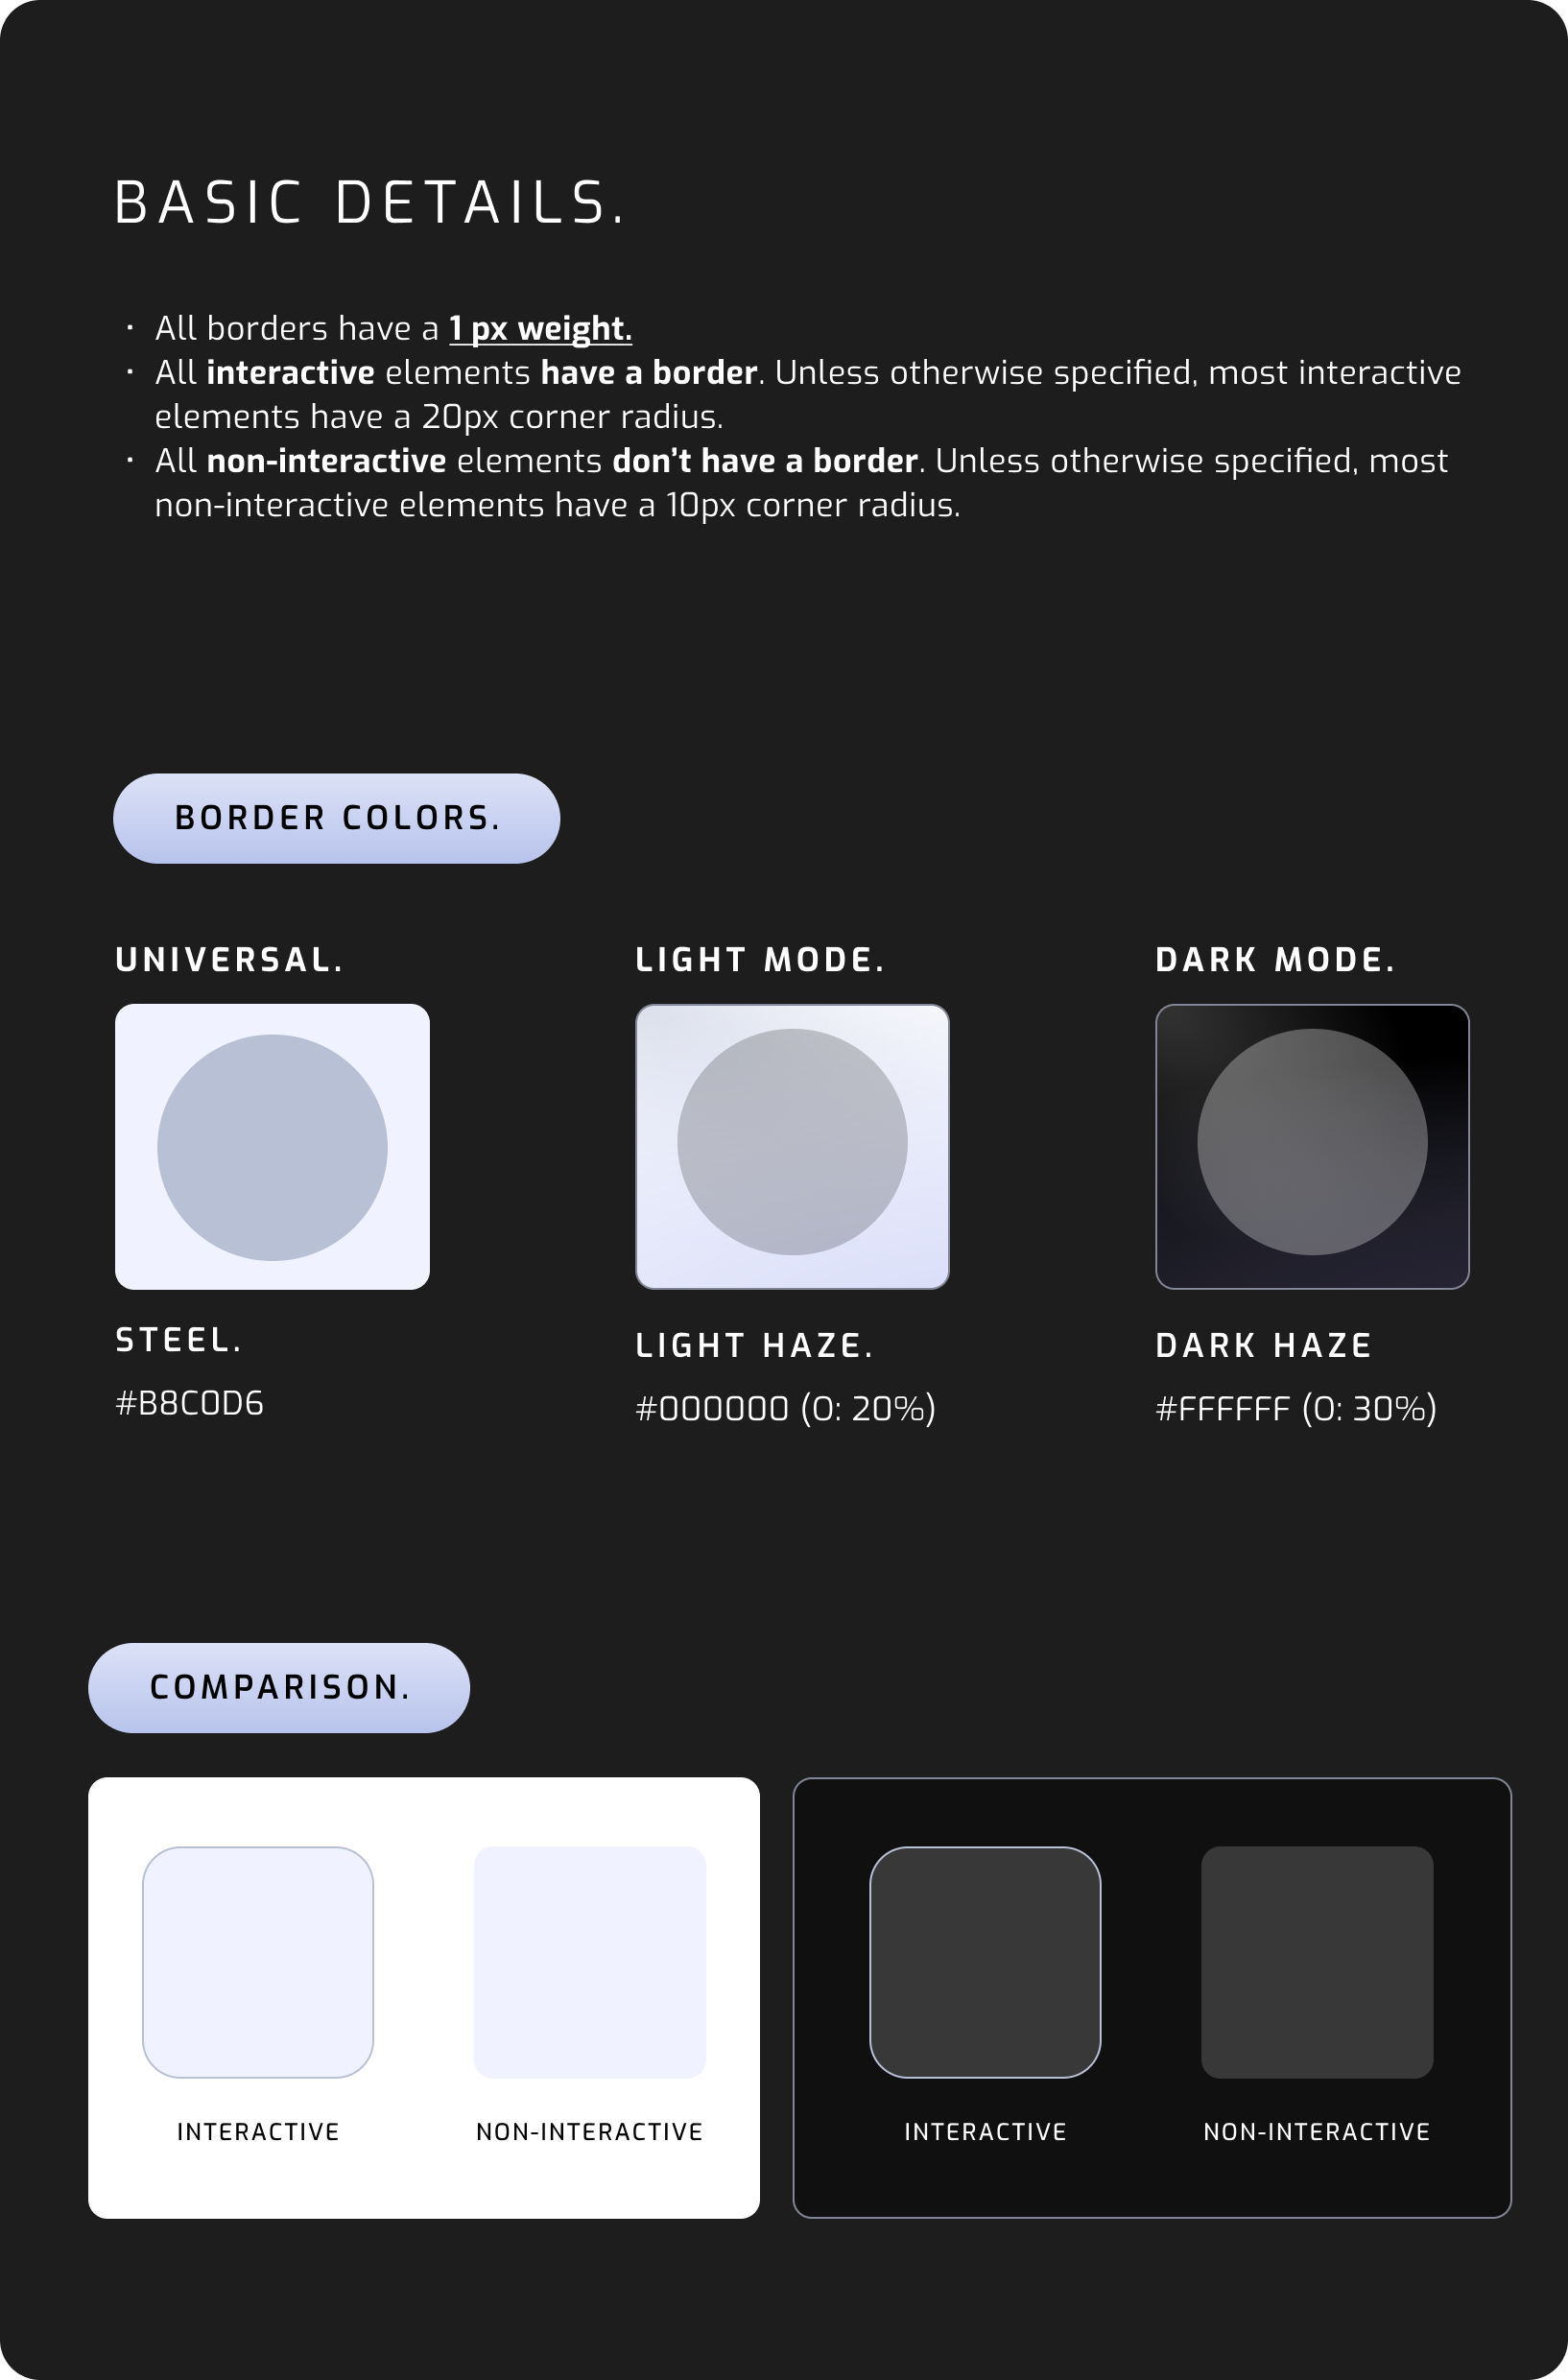 BASIC DETAILS.
· All borders have a 1 px weight.
· All interactive elements have a border. Unless otherwise specified, most interactive
elements have a 20px corner radius.
· All non-interactive elements don’t have a border. Unless otherwise specified, most
non-interactive elements have a 10px corner radius.
BORDER COLORS.
UNIVERSAL.
STEEL.
#B8C0D6
LIGHT MODE.
LIGHT HAZE.
#000000 (O: 20%)
DARK MODE.
DARK HAZE
#FFFFFF (O: 30%)
COMPARISON.
INTERACTIVE
NON-INTERACTIVE
INTERACTIVE
NON-INTERACTIVE